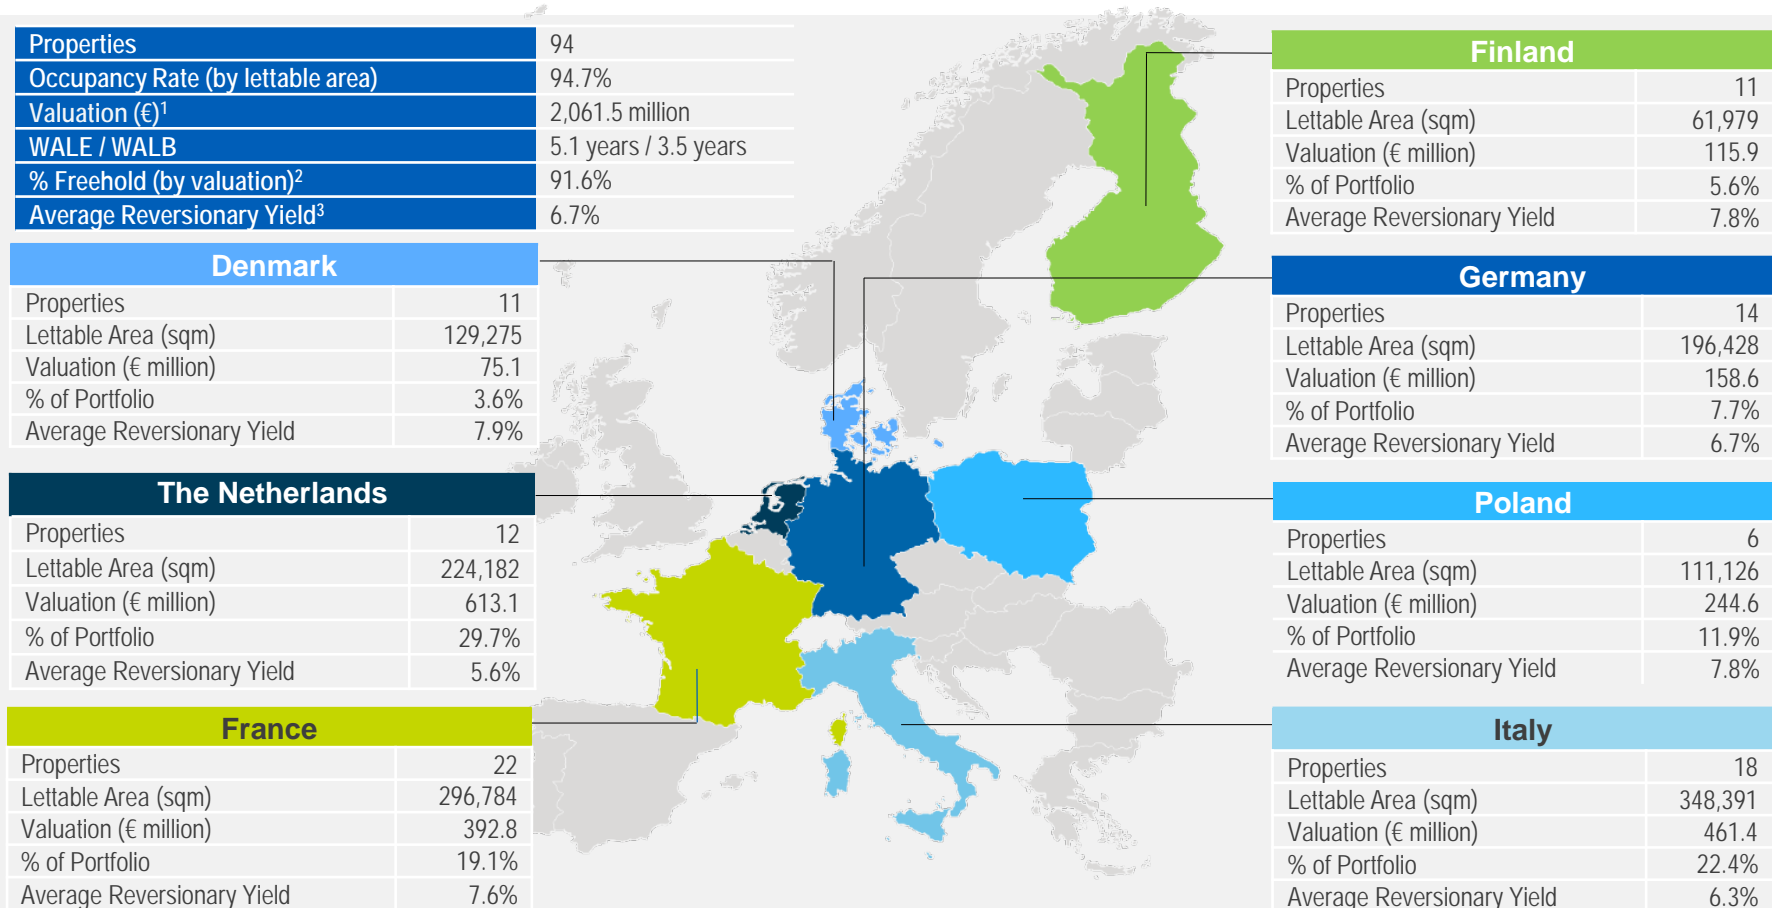 Properties 94
Occupancy Rate (by lettable area) 94.7%
Valuation (€)¹ 2,061.5 million
WALE / WALB 5.1 years / 3.5 years
% Freehold (by valuation)² 91.6%
Average Reversionary Yield³ 6.7%
Denmark
Properties 11
Lettable Area (sqm) 129,275
Valuation (€ million) 75.1
% of Portfolio 3.6%
Average Reversionary Yield 7.9%
The Netherlands
Properties 12
Lettable Area (sqm) 224,182
Valuation (€ million) 613.1
% of Portfolio 29.7%
Average Reversionary Yield 5.6%
France
Properties 22
Lettable Area (sqm) 296,784
Valuation (€ million) 392.8
% of Portfolio 19.1%
Average Reversionary Yield 7.6%
Finland
Properties 11
Lettable Area (sqm) 61,979
Valuation (€ million) 115.9
% of Portfolio 5.6%
Average Reversionary Yield 7.8%
Germany
Properties 14
Lettable Area (sqm) 196,428
Valuation (€ million) 158.6
% of Portfolio 7.7%
Average Reversionary Yield 6.7%
Poland
Properties 6
Lettable Area (sqm) 111,126
Valuation (€ million) 244.6
% of Portfolio 11.9%
Average Reversionary Yield 7.8%
Italy
Properties 18
Lettable Area (sqm) 348,391
Valuation (€ million) 461.4
% of Portfolio 22.4%
Average Reversionary Yield 6.3%